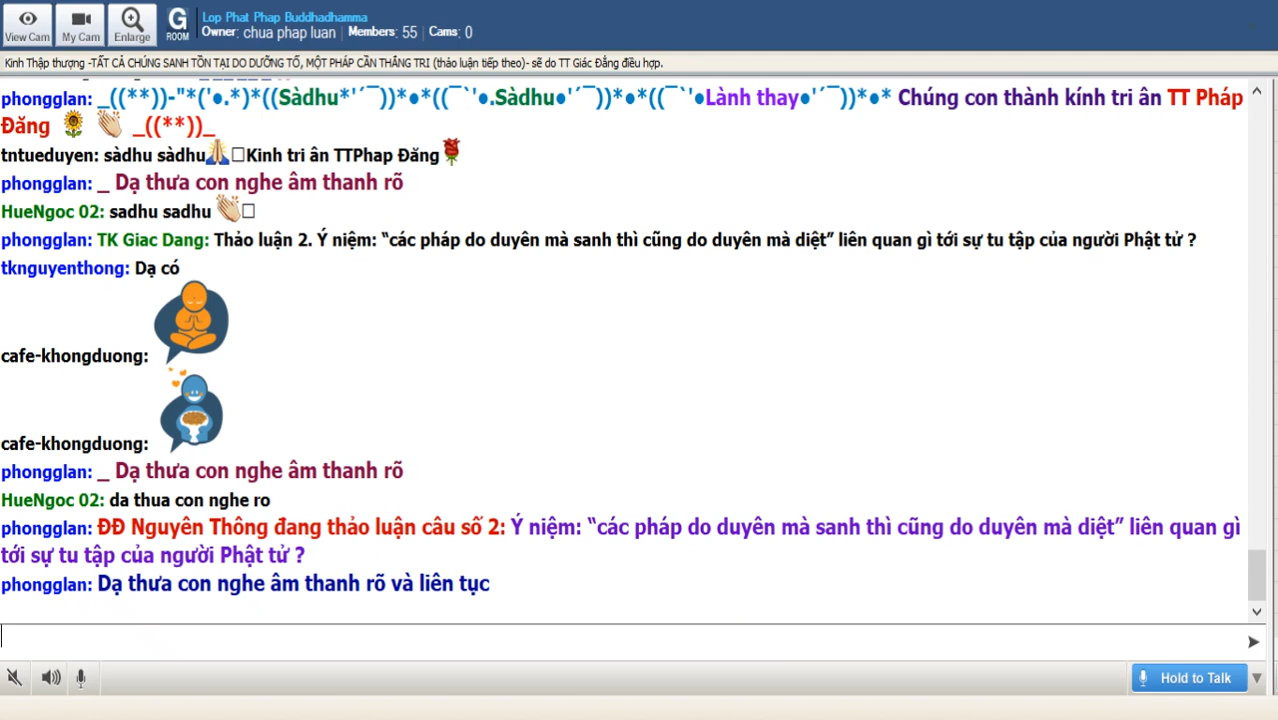 View Cam
My Cam
Enlarge
G
ROOM
Lop Phat Phap Buddhadhamma
Owner: chua phap luan | Members: 55 | Cams: 0
Kinh Thập thượng -TẤT CẢ CHÚNG SANH TỒN TẠI DO DƯỠNG TỐ, MỘT PHÁP CẦN THẮNG TRI (thảo luận tiếp theo)- sẽ do TT Giác Đẳng điều hợp.
phongglan: _((**))-"*('●.*)*((Sàdhu*'´¯))*●*((¯`'●.Sàdhu●'´¯))*●*((¯`'●Lành thay●'´¯))*●* Chúng con thành kính tri ân TT Pháp
Đăng 🌻 👏 _((**))_
tntueduyen: sàdhu sàdhu🙏□Kinh tri ân TTPhap Đăng🌹
phongglan: _ Dạ thưa con nghe âm thanh rõ
HueNgoc 02: sadhu sadhu 👏□
phongglan: TK Giac Dang: Thảo luận 2. Ý niệm: “các pháp do duyên mà sanh thì cũng do duyên mà diệt” liên quan gì tới sự tu tập của người Phật tử ?
tknguyenthong: Dạ có
cafe-khongduong:
cafe-khongduong:
phongglan: _ Dạ thưa con nghe âm thanh rõ
HueNgoc 02: da thua con nghe ro
phongglan: ĐĐ Nguyên Thông đang thảo luận câu số 2: Ý niệm: “các pháp do duyên mà sanh thì cũng do duyên mà diệt” liên quan gì
tới sự tu tập của người Phật tử ?
phongglan: Dạ thưa con nghe âm thanh rõ và liên tục
Hold to Talk